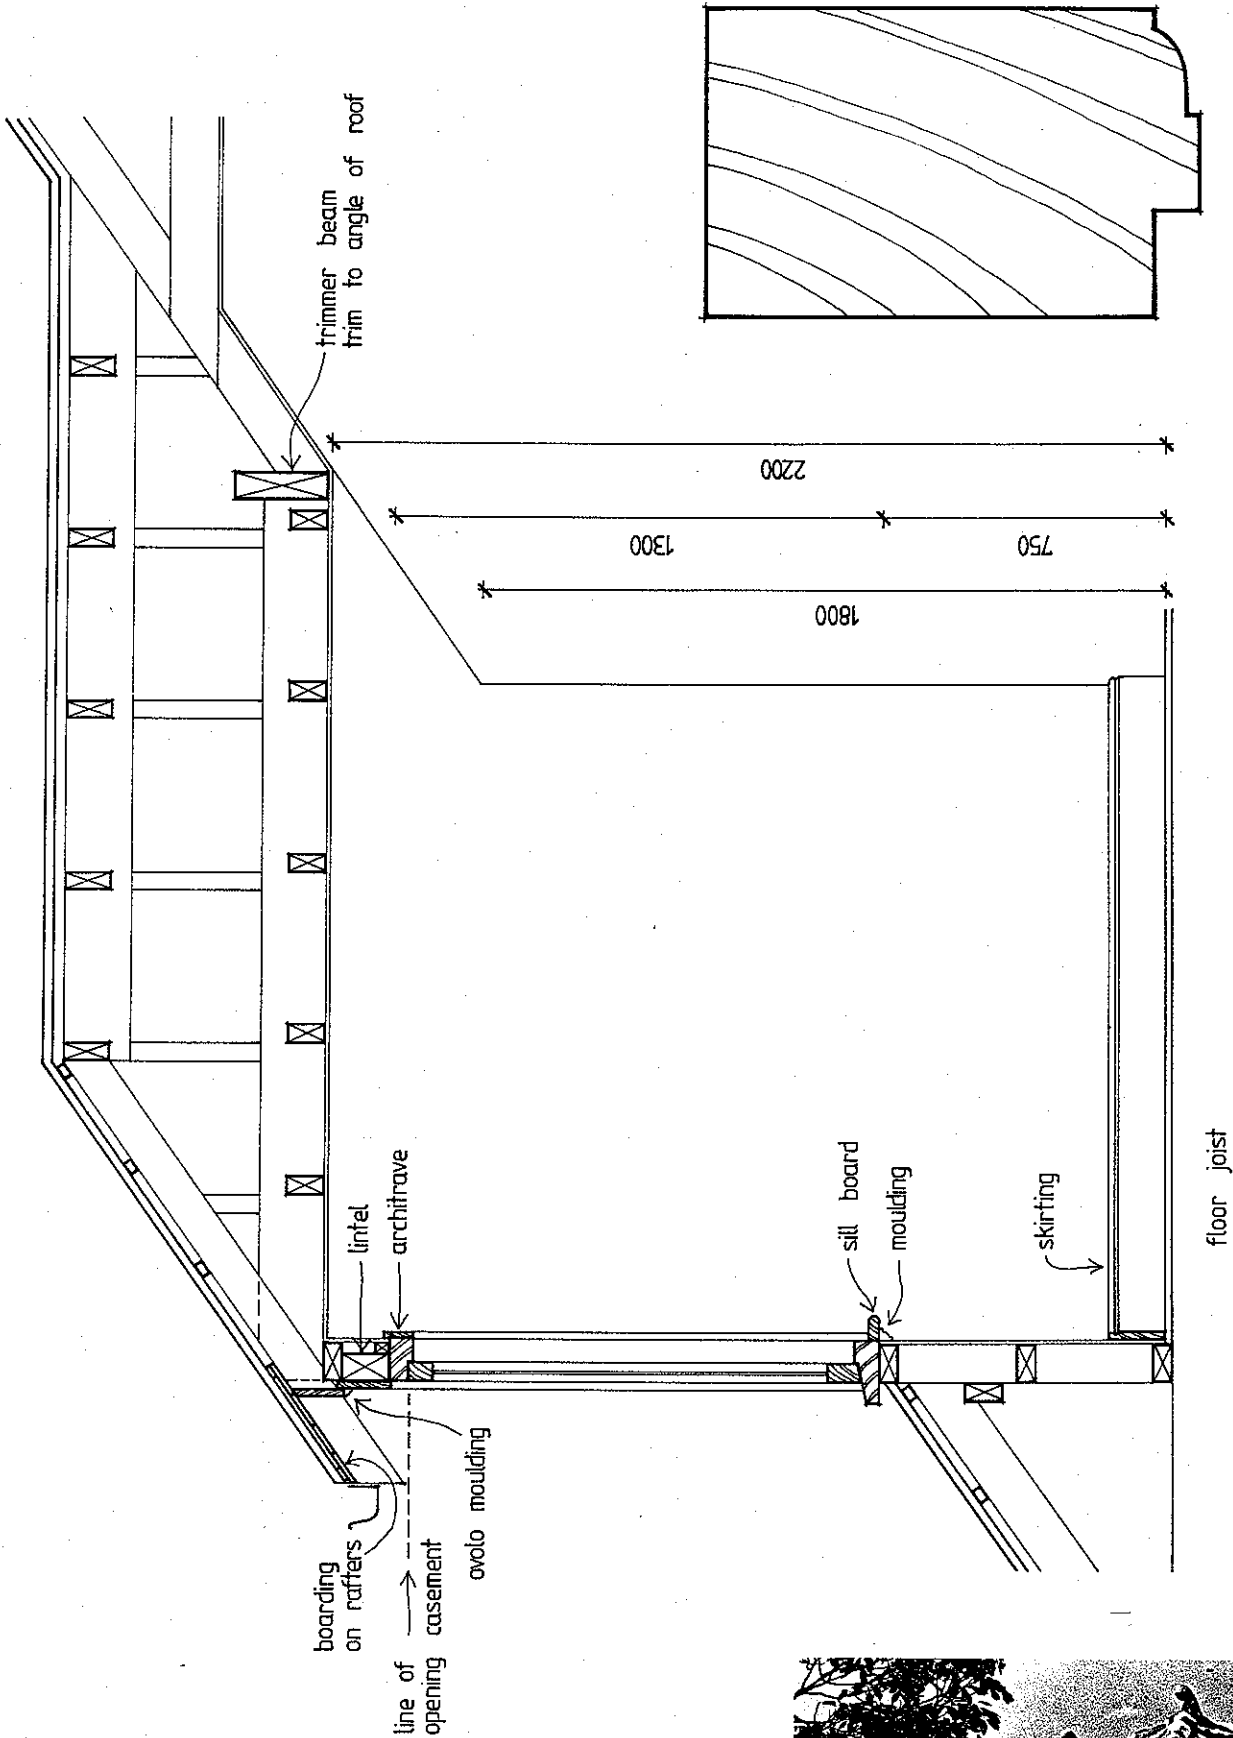 trimmer beam
trim to angle of roof
2200
1300
750
1800
lintel
architrave
sill board
moulding
skirting
floor joist
boarding
on rafters
line of
opening casement
ovolo moulding